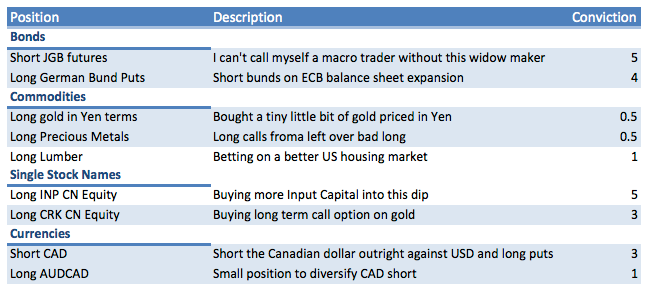 Position Description Conviction
Bonds
Short JGB futures I can't call myself a macro trader without this widow maker 5
Long German Bund Puts Short bunds on ECB balance sheet expansion 4
Commodities
Long gold in Yen terms Bought a tiny little bit of gold priced in Yen 0.5
Long Precious Metals Long calls froma left over bad long 0.5
Long Lumber Betting on a better US housing market 1
Single Stock Names
Long INP CN Equity Buying more Input Capital into this dip 5
Long CRK CN Equity Buying long term call option on gold 3
Currencies
Short CAD Short the Canadian dollar outright against USD and long puts 3
Long AUDCAD Small position to diversify CAD short 1